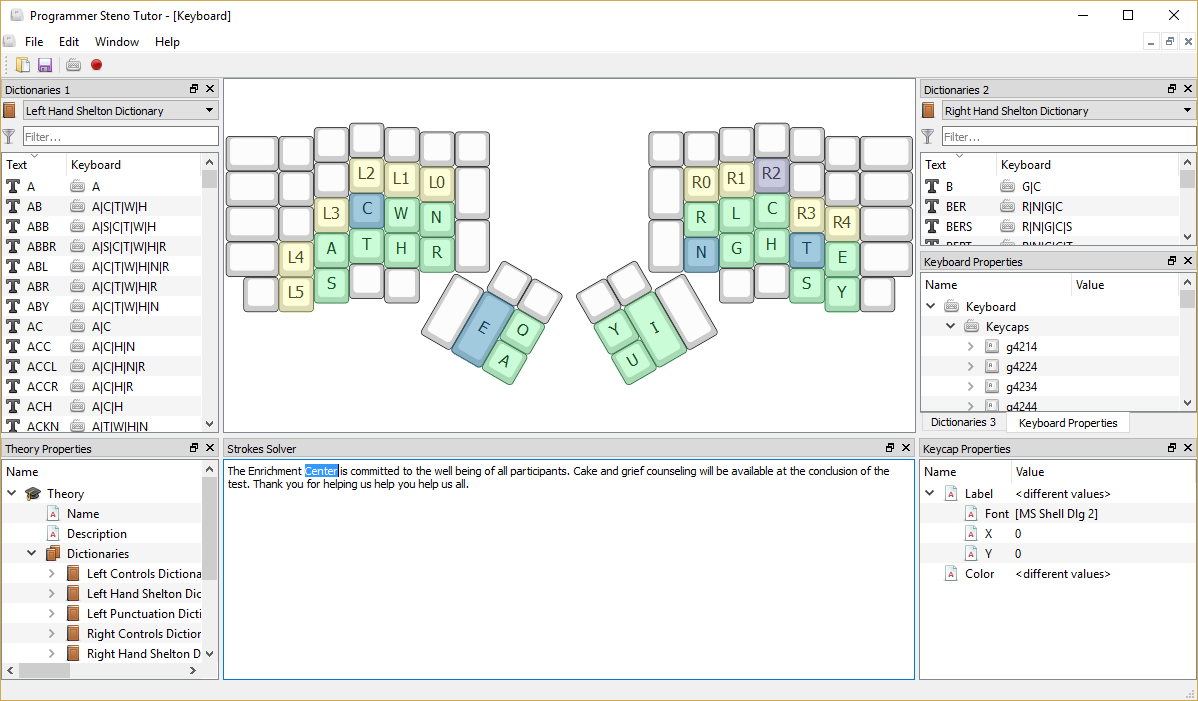 Programmer Steno Tutor - [Keyboard]
File Edit Window Help
Dictionaries 1
Left Hand Shelton Dictionary
Filter...
Text Keyboard
A A
AB A|C|T|W|H
ABB A|S|C|T|W|H
ABBR A|S|C|T|W|H|R
ABL A|C|T|W|H|N|R
ABR A|C|T|W|H|R
ABY A|C|T|W|H|N
AC A|C
ACC A|C|H|N
ACCL A|C|H|N|R
ACCR A|C|H|R
ACH A|C|H
ACKN A|T|W|H|N
L2 L1 L0
L3 C W N
L4 A T H R
L5 S
E O
A
R0 R1 R2
R L C R3 R4
N G H T E
S Y
Y I
U
Dictionaries 2
Right Hand Shelton Dictionary
Filter...
Text Keyboard
B G|C
BER R|N|G|C
BERS R|N|G|C|S
BERT R|N|G|C|T
Keyboard Properties
Name Value
Keyboard
Keycaps
g4214
g4224
g4234
g4244
Dictionaries 3 Keyboard Properties
Theory Properties
Name
Theory
Name
Description
Dictionaries
Left Controls Dictiona
Left Hand Shelton Dic
Left Punctuation Dicti
Right Controls Diction
Right Hand Shelton D
Strokes Solver
The Enrichment Center is committed to the well being of all participants. Cake and grief counseling will be available at the conclusion of the
test. Thank you for helping us help you help us all.
Keycap Properties
Name Value
Label <different values>
Font [MS Shell Dlg 2]
X 0
Y 0
Color <different values>